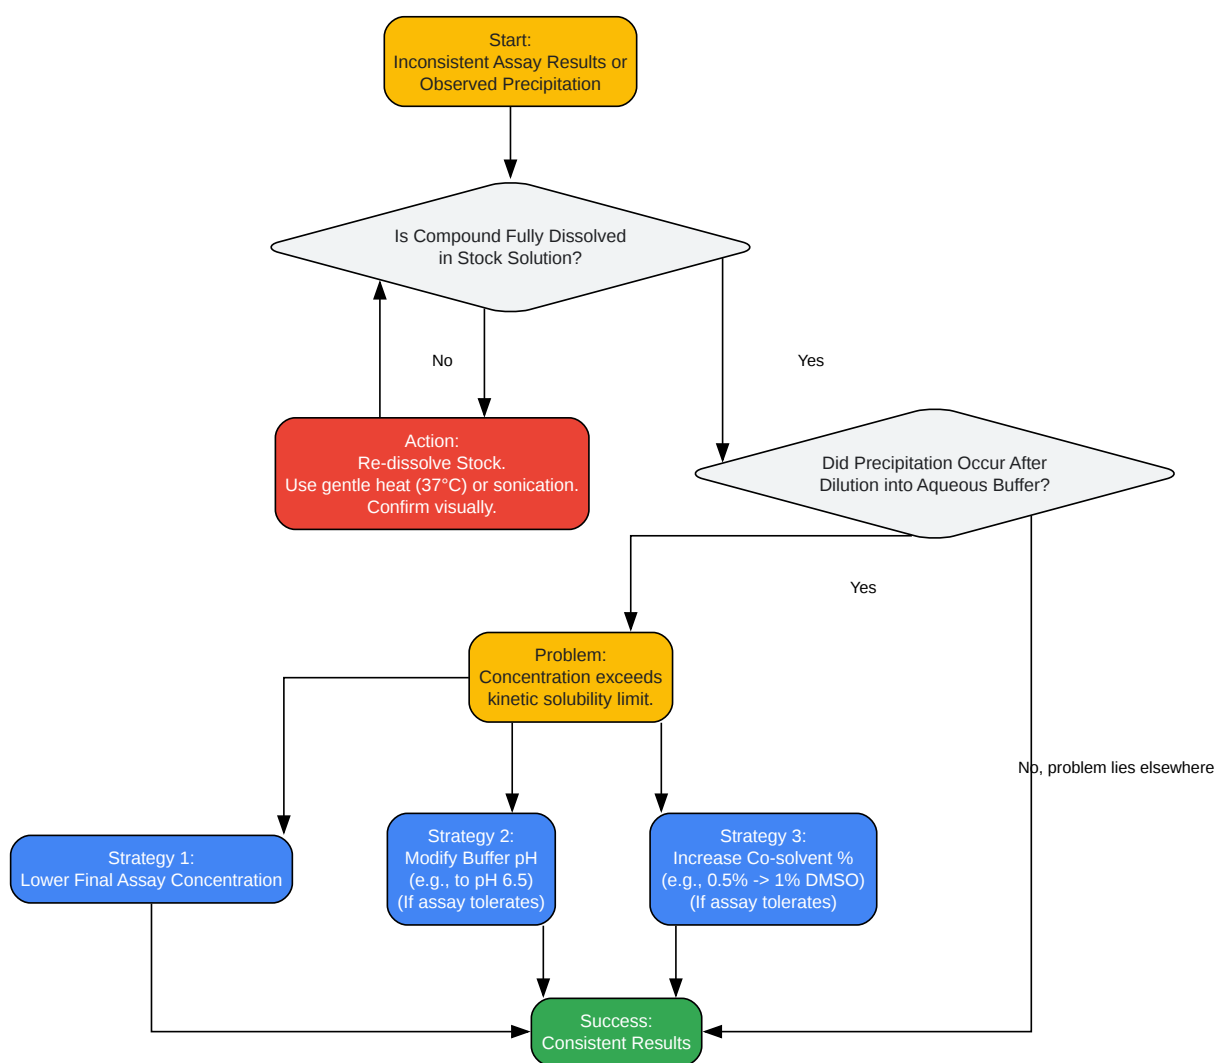 Start:
Inconsistent Assay Results or
Observed Precipitation
Is Compound Fully Dissolved
in Stock Solution?
No
Yes
Action:
Re-dissolve Stock.
Use gentle heat (37°C) or sonication.
Confirm visually.
Did Precipitation Occur After
Dilution into Aqueous Buffer?
Yes
Problem:
Concentration exceeds
kinetic solubility limit.
No, problem lies elsewhere
Strategy 1:
Lower Final Assay Concentration
Strategy 2:
Modify Buffer pH
(e.g., to pH 6.5)
(If assay tolerates)
Strategy 3:
Increase Co-solvent %
(e.g., 0.5% -> 1% DMSO)
(If assay tolerates)
Success:
Consistent Results